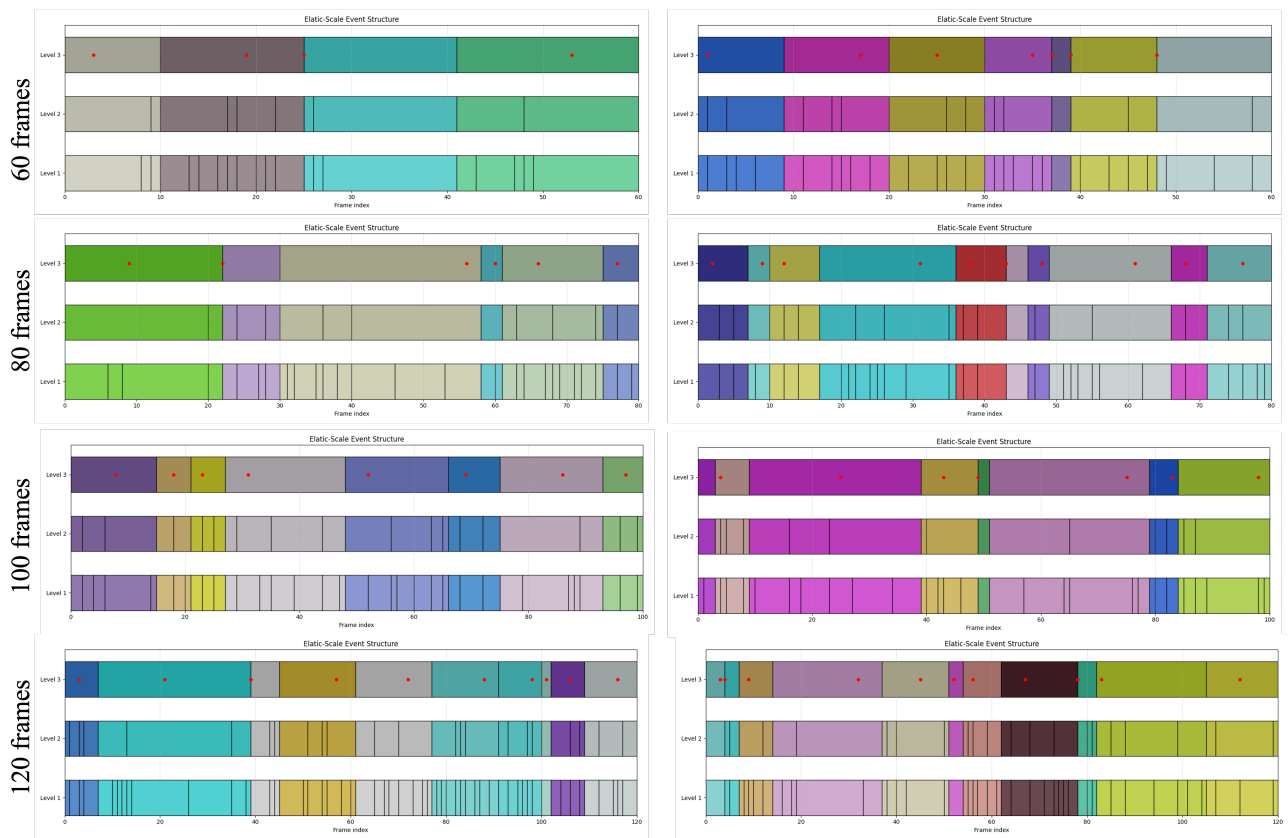 60 frames
Elatic-Scale Event Structure
Level 3
Level 2
Level 1
0 10 20 30 40 50 60
Frame index
Elatic-Scale Event Structure
Level 3
Level 2
Level 1
0 10 20 30 40 50 60
Frame index
80 frames
Elatic-Scale Event Structure
Level 3
Level 2
Level 1
0 10 20 30 40 50 60 70 80
Frame index
Elatic-Scale Event Structure
Level 3
Level 2
Level 1
0 10 20 30 40 50 60 70 80
Frame index
100 frames
Elatic-Scale Event Structure
Level 3
Level 2
Level 1
0 20 40 60 80 100
Frame index
Elatic-Scale Event Structure
Level 3
Level 2
Level 1
0 20 40 60 80 100
Frame index
120 frames
Elatic-Scale Event Structure
Level 3
Level 2
Level 1
0 20 40 60 80 100 120
Frame index
Elatic-Scale Event Structure
Level 3
Level 2
Level 1
0 20 40 60 80 100 120
Frame index